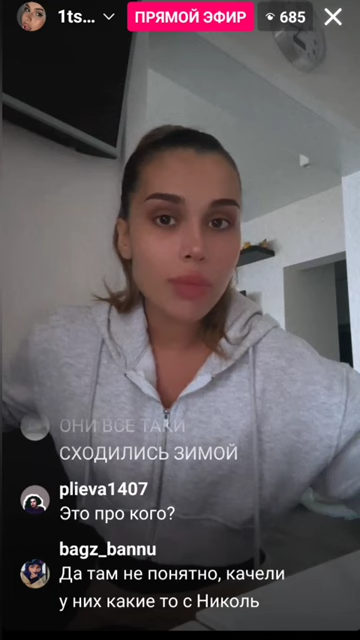 1ts...
ПРЯМОЙ ЭФИР
685
ОНИ ВСЕ ТАКИ
СХОДИЛИСЬ ЗИМОЙ
plieva1407
Это про кого?
bagz_bannu
Да там не понятно, качели
у них какие то с Николь